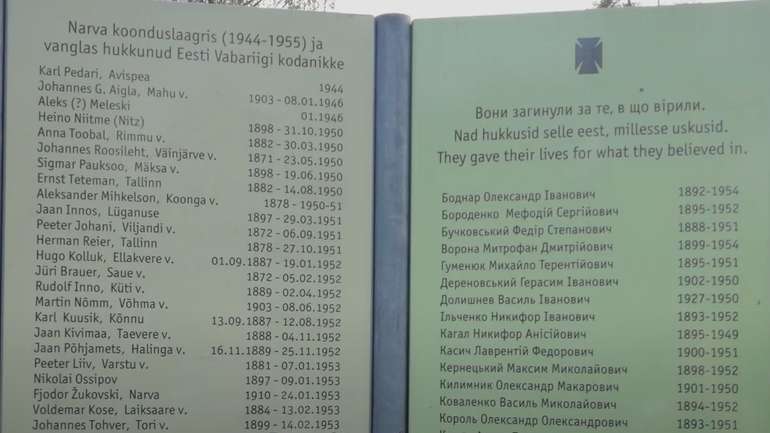 Narva koonduslaagris (1944-1955) ja
vanglas hukkunud Eesti Vabariigi kodanikke
Karl Pedari, Avispea 1944
Johannes G. Aigla, Mahu v. 1903 - 08.01.1946
Aleks (?) Meleski 01.1946
Heino Niitme (Nitz) 1898 - 31.10.1950
Anna Toobal, Rimmu v. 1882 - 30.03.1950
Johannes Roosileht, Väinjärve v. 1871 - 23.05.1950
Sigmar Pauksoo, Mäksa v. 1898 - 19.06.1950
Ernst Teteman, Tallinn 1882 - 14.08.1950
Aleksander Mihkelson, Koonga v. 1878 - 1950-51
Jaan Innos, Lüganuse 1897 - 29.03.1951
Peeter Johani, Viljandi v. 1872 - 06.09.1951
Herman Reier, Tallinn 1878 - 27.10.1951
Hugo Kolluk, Ellakvere v. 01.09.1887 - 19.01.1952
Jüri Brauer, Saue v. 1872 - 05.02.1952
Rudolf Inno, Küti v. 1889 - 02.04.1952
Martin Nõmm, Võhma v. 1903 - 08.06.1952
Karl Kuusik, Kõnnu 13.09.1887 - 12.08.1952
Jaan Kivimaa, Taevere v. 1888 - 04.11.1952
Jaan Põhjamets, Halinga v. 16.11.1889 - 25.11.1952
Peeter Liiv, Varstu v. 1881 - 07.01.1953
Nikolai Ossipov 1897 - 09.01.1953
Fjodor Žukovski, Narva 1910 - 24.01.1953
Voldemar Kose, Laiksaare v. 1884 - 13.02.1953
Johannes Tohver, Tori v. 1899 - 14.02.1953
Вони загинули за те, в що вірили.
Nad hukkusid selle eest, millesse uskusid.
They gave their lives for what they believed in.
Боднар Олександр Іванович 1892-1954
Бороденко Мефодій Сергійович 1895-1952
Бучковський Федір Степанович 1888-1951
Ворона Митрофан Дмитрійович 1899-1954
Гуменюк Михайло Терентійович 1895-1951
Дереновський Герасим Іванович 1902-1950
Долишнев Василь Іванович 1927-1950
Ільченко Никифор Іванович 1893-1952
Кагал Никифор Анісійович 1895-1949
Касич Лаврентій Федорович 1900-1951
Кернецький Максим Миколайович 1898-1952
Килимник Олександр Макарович 1901-1950
Коваленко Василь Миколайович 1894-1952
Король Олександр Олександрович 1893-1951